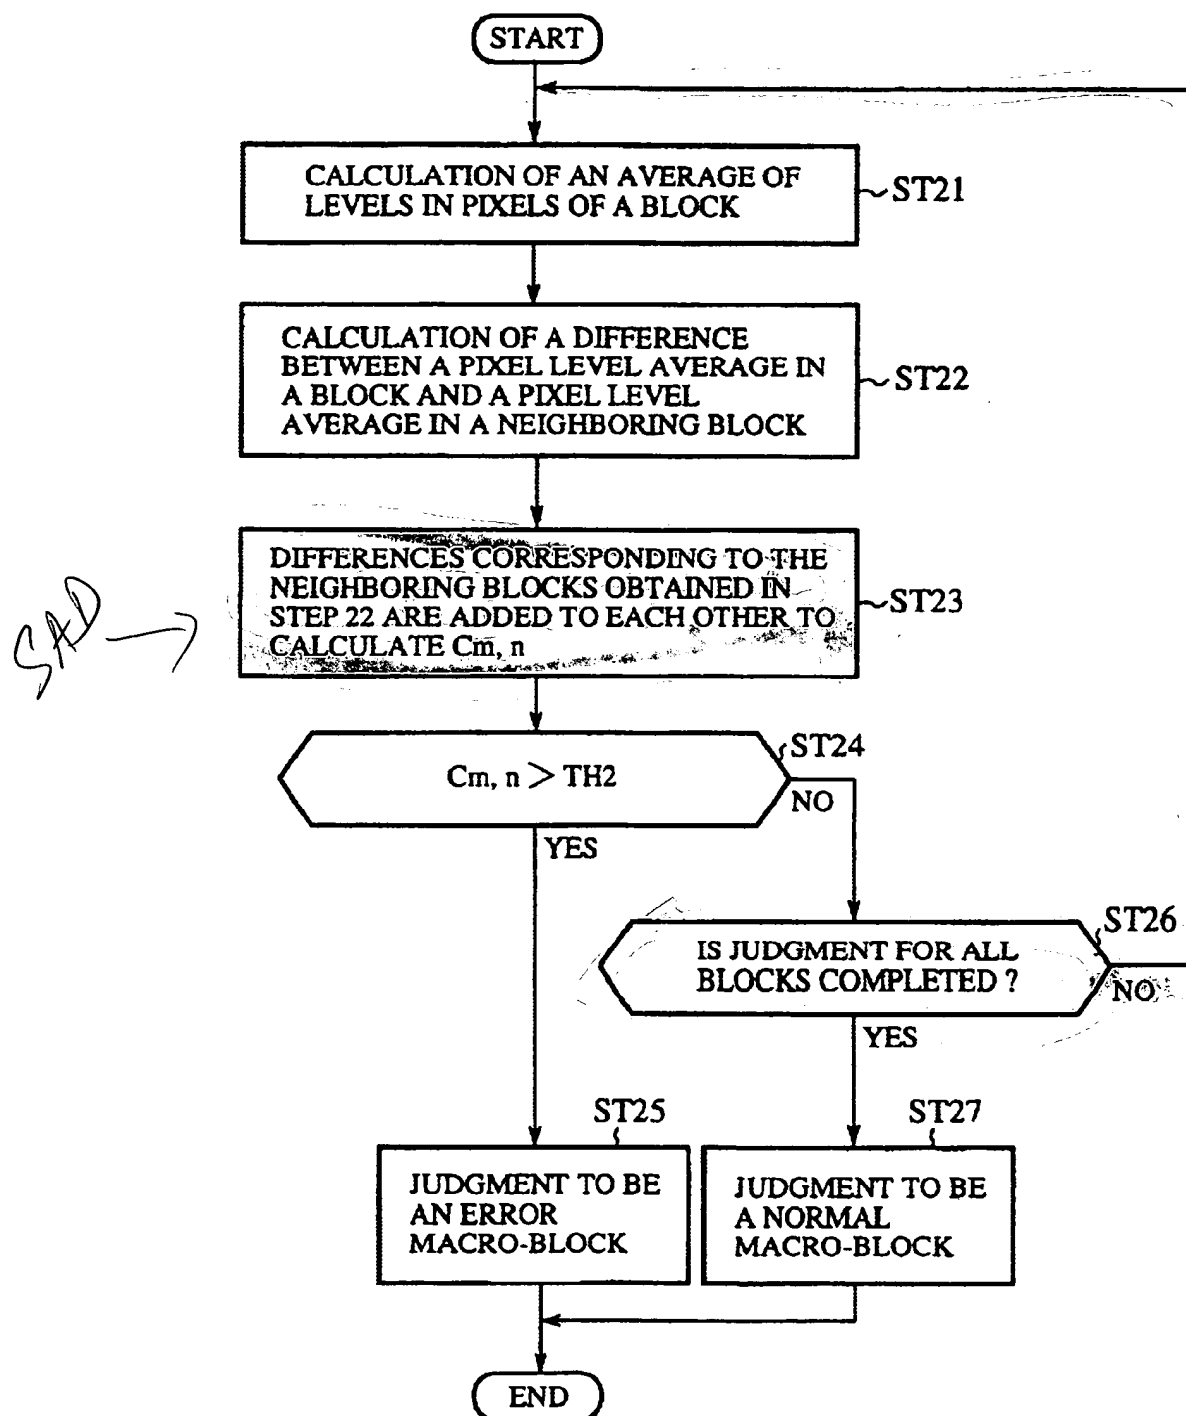 START
CALCULATION OF AN AVERAGE OF
LEVELS IN PIXELS OF A BLOCK
ST21
CALCULATION OF A DIFFERENCE
BETWEEN A PIXEL LEVEL AVERAGE IN
A BLOCK AND A PIXEL LEVEL
AVERAGE IN A NEIGHBORING BLOCK
ST22
SAD
DIFFERENCES CORRESPONDING TO THE
NEIGHBORING BLOCKS OBTAINED IN
STEP 22 ARE ADDED TO EACH OTHER TO
CALCULATE Cm, n
ST23
ST24
Cm, n > TH2
NO
YES
ST26
IS JUDGMENT FOR ALL
BLOCKS COMPLETED ?
NO
YES
ST25
JUDGMENT TO BE
AN ERROR
MACRO-BLOCK
ST27
JUDGMENT TO BE
A NORMAL
MACRO-BLOCK
END